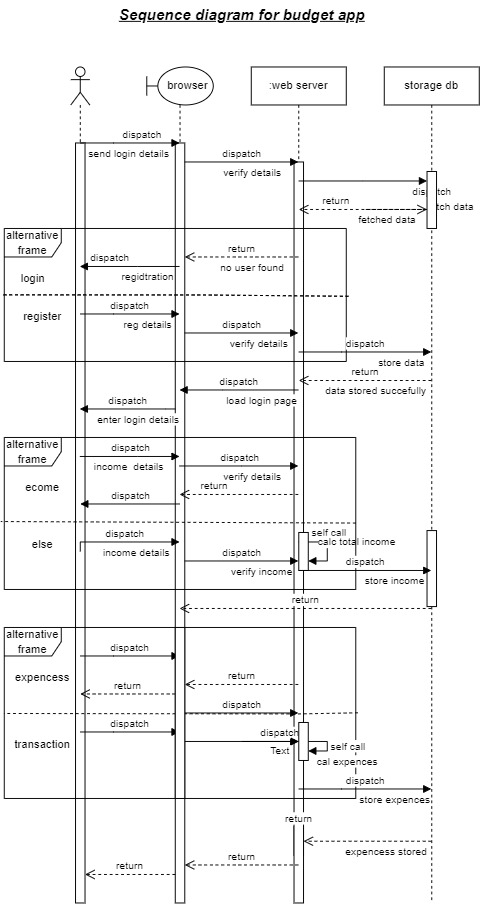 Sequence diagram for budget app
browser
:web server
storage db
dispatch
send login details
dispatch
verify details
dispatch
fetch data
return
fetched data
alternative
frame
return
no user found
dispatch
regidtration
login
register
dispatch
reg details
dispatch
verify details
dispatch
store data
return
data stored succefully
dispatch
load login page
dispatch
enter login details
alternative
frame
dispatch
income details
dispatch
verify details
ecome
return
dispatch
else
dispatch
income details
self call
calc total income
dispatch
verify income
dispatch
store income
return
alternative
frame
dispatch
expencess
return
return
dispatch
transaction
dispatch
dispatch
Text
self call
cal expences
dispatch
store expences
return
expencess stored
return
return